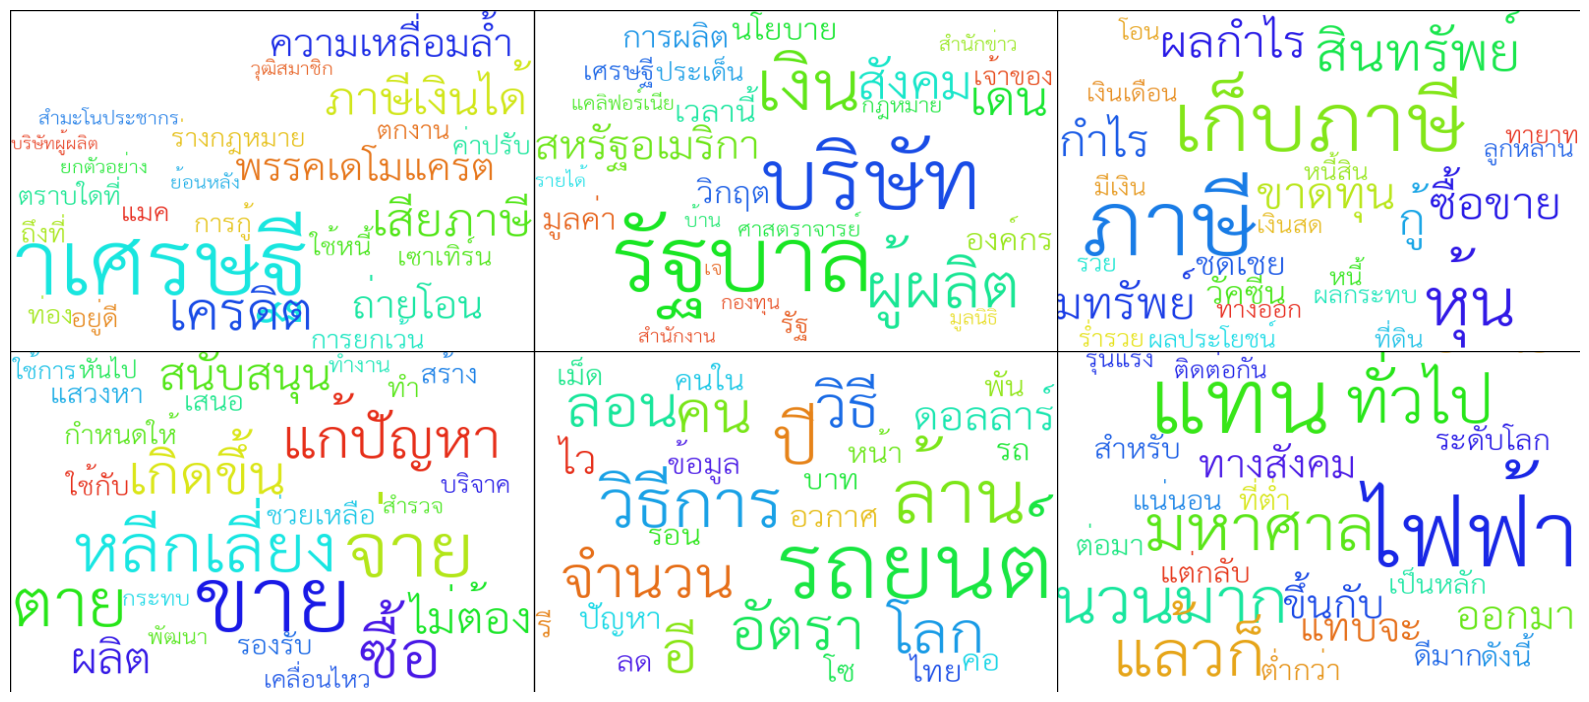 ความเหลื่อมล้ำ
วุฒิสมาชิก
ภาษีเงินได้
สำมะโนประชากร
บริษัทผู้ผลิต
รางกฎหมาย
ตกงาน
ค่าปรับ
ยกตัวอย่าง
ย้อนหลัง
พรรคเดโมแครต
ตราบใดที่
แมค
การกู้
เสียภาษี
ถึงที่
าเศรษฐี
ใช้หนี้
เซาเทิร์น
ท่อง
อยู่ดี
เครดิต
ถ่ายโอน
การยกเว้น
การผลิต
นโยบาย
สำนักข่าว
เศรษฐี
ประเด็น
เงิน
สังคม
เจ้าของ
แคลิฟอร์เนีย
เวลานี้
กฎหมาย
เดน
สหรัฐอเมริกา
บริษัท
รายได้
วิกฤต
มูลค่า
บ้าน
ศาสตราจารย์
องค์กร
รัฐบาล
เจ
ผู้ผลิต
กองทุน
มูลนิธิ
สำนักงาน
รัฐ
โอน
ผลกำไร
สินทรัพย์
เงินเดือน
เก็บภาษี
กำไร
ทายาท
ลูกหลาน
หนี้สิน
มีเงิน
ขาดทุน
ซื้อขาย
ภาษี
เงินสด
กู้
รวย
ชดเชย
หนี้
วัคซีน
ผลกระทบ
หุ้น
มทรัพย์
ทางออก
ร่ำรวย
ผลประโยชน์
ที่ดิน
ใช้การ
หันไป
สนับสนุน
ทำงาน
สร้าง
แสวงหา
เสนอ
ทำ
กำหนดให้
แกปัญหา
เกิดขึ้น
ใช้กับ
บริจาค
ช่วยเหลือ
สำรวจ
หลีกเลี่ยง
จ่าย
ตาย
กระทบ
ขาย
ไม่ต้อง
พัฒนา
ผลิต
รองรับ
ซื้อ
เคลื่อนไหว
เม็ด
คนใน
วิธี
พัน
ลอน
คน
ปี
ดอลลาร์
ไว
ข้อมูล
หน้า
รถ
บาท
วิธีการ
อวกาศ
ลาน
รอน
รถยนต์
จำนวน
รี
ปัญหา
อัตรา
โลก
ลด
อี
โซ
ไทย
คือ
รุนแรง
ติดต่อกัน
แทน
ทั่วไป
สำหรับ
ทางสังคม
ระดับโลก
แน่นอน
ที่ต่ำ
ไฟฟ้า
ต่อมา
มหาศาล
แต่กลับ
เป็นหลัก
นวนมาก
ขึ้นกับ
แทบจะ
ออกมา
แลวก็
ต่ำกว่า
ดีมาก
ดังนี้